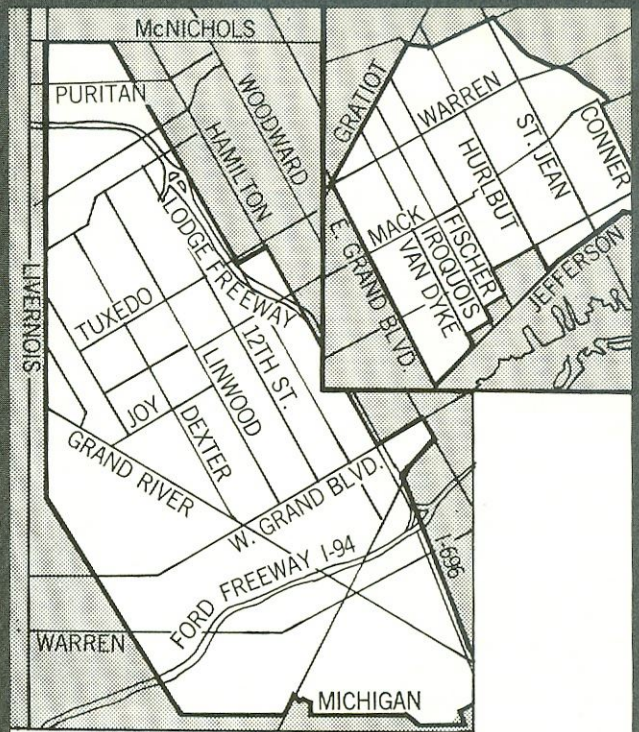 McNICHOLS
PURITAN
WOODWARD
HAMILTON
LODGE FREEWAY
LIVERNOIS
TUXEDO
12TH ST.
LINWOOD
JOY
DEXTER
GRAND RIVER
W. GRAND BLVD.
FORD FREEWAY I-94
I-696
WARREN
MICHIGAN
GRATIOT
WARREN
CONNER
ST. JEAN
HURLBUT
MACK
FISCHER
IROQUOIS
VAN DYKE
E. GRAND BLVD.
JEFFERSON